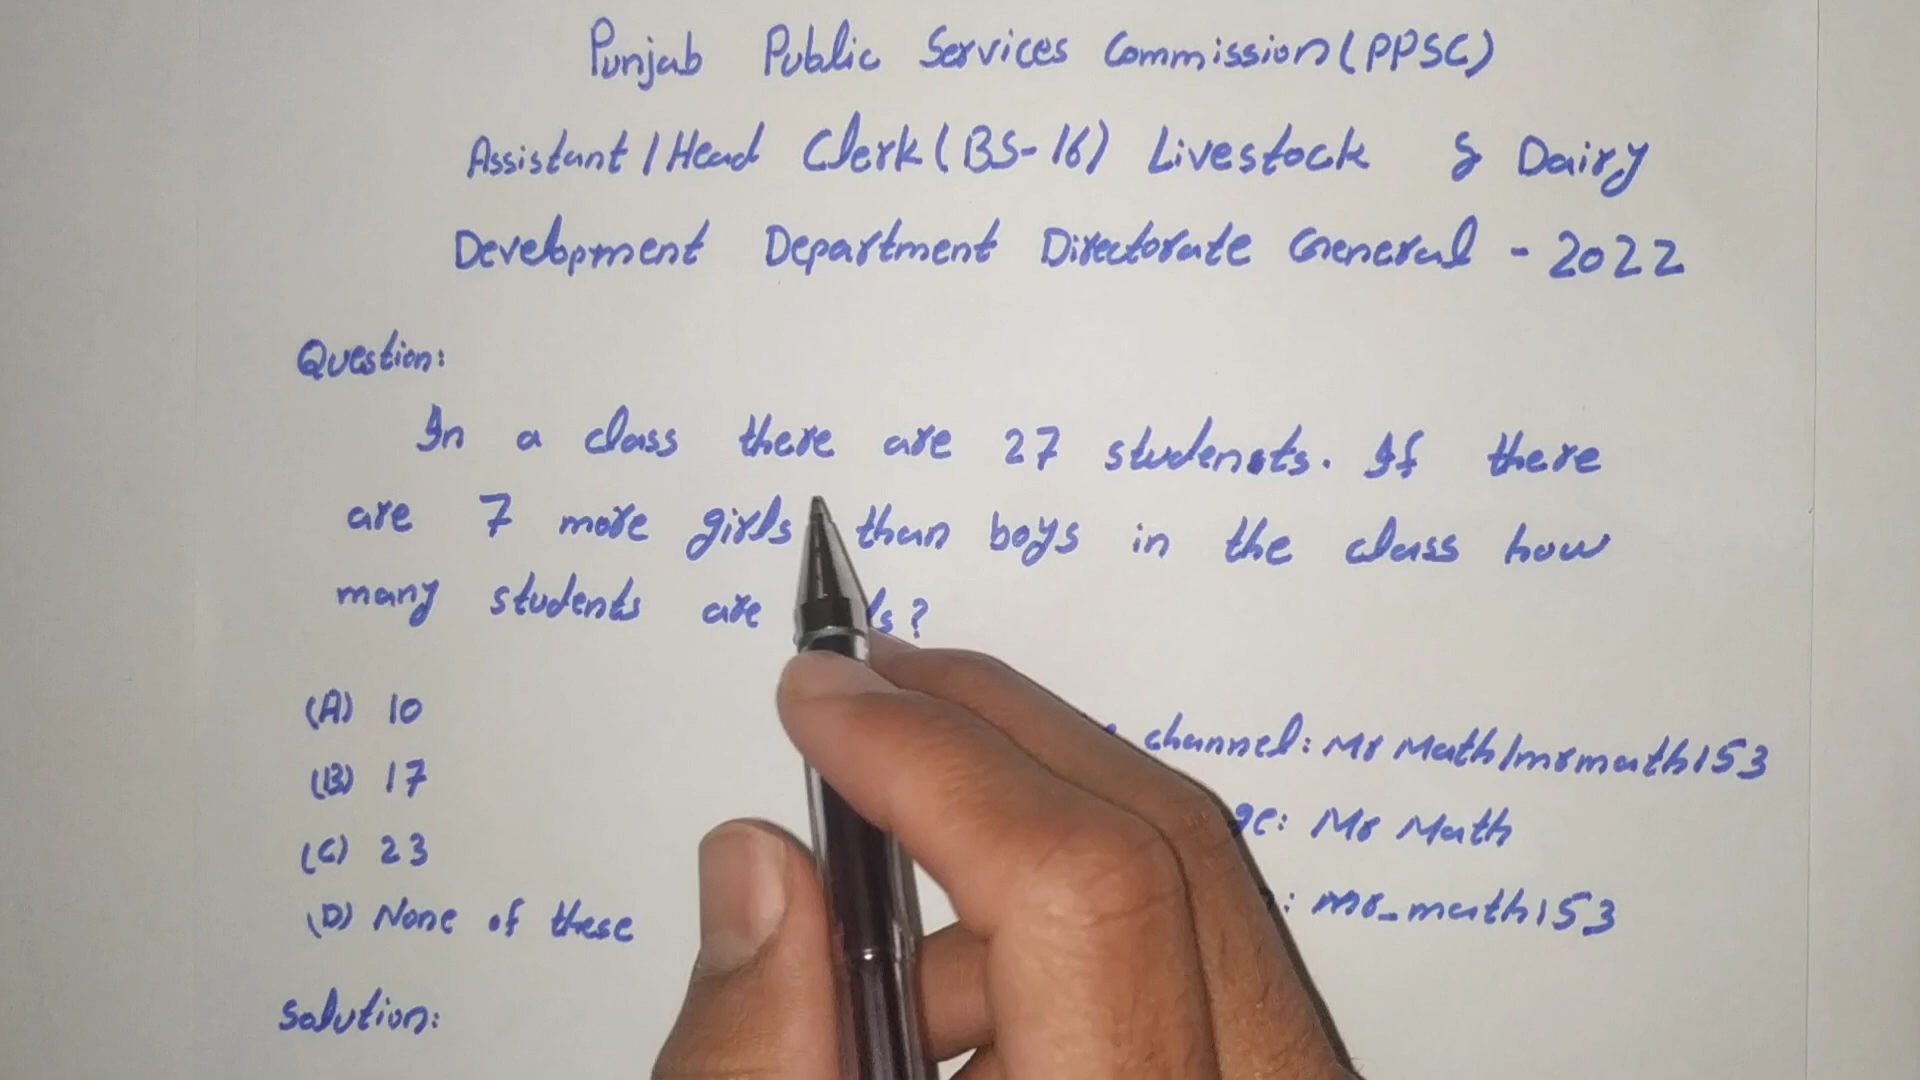 Punjab Public Services Commission (PPSC)
Assistant / Head Clerk (BS-16) Livestock & Dairy
Development Department Directorate General - 2022
Question:
In a class there are 27 studensts. If there
are 7 more girls than boys in the class how
many students are ?
(A) 10
(B) 17
(C) 23
(D) None of these
channel: Mr Math/mrmath153
: Mr Math
: mr_math153
Solution: